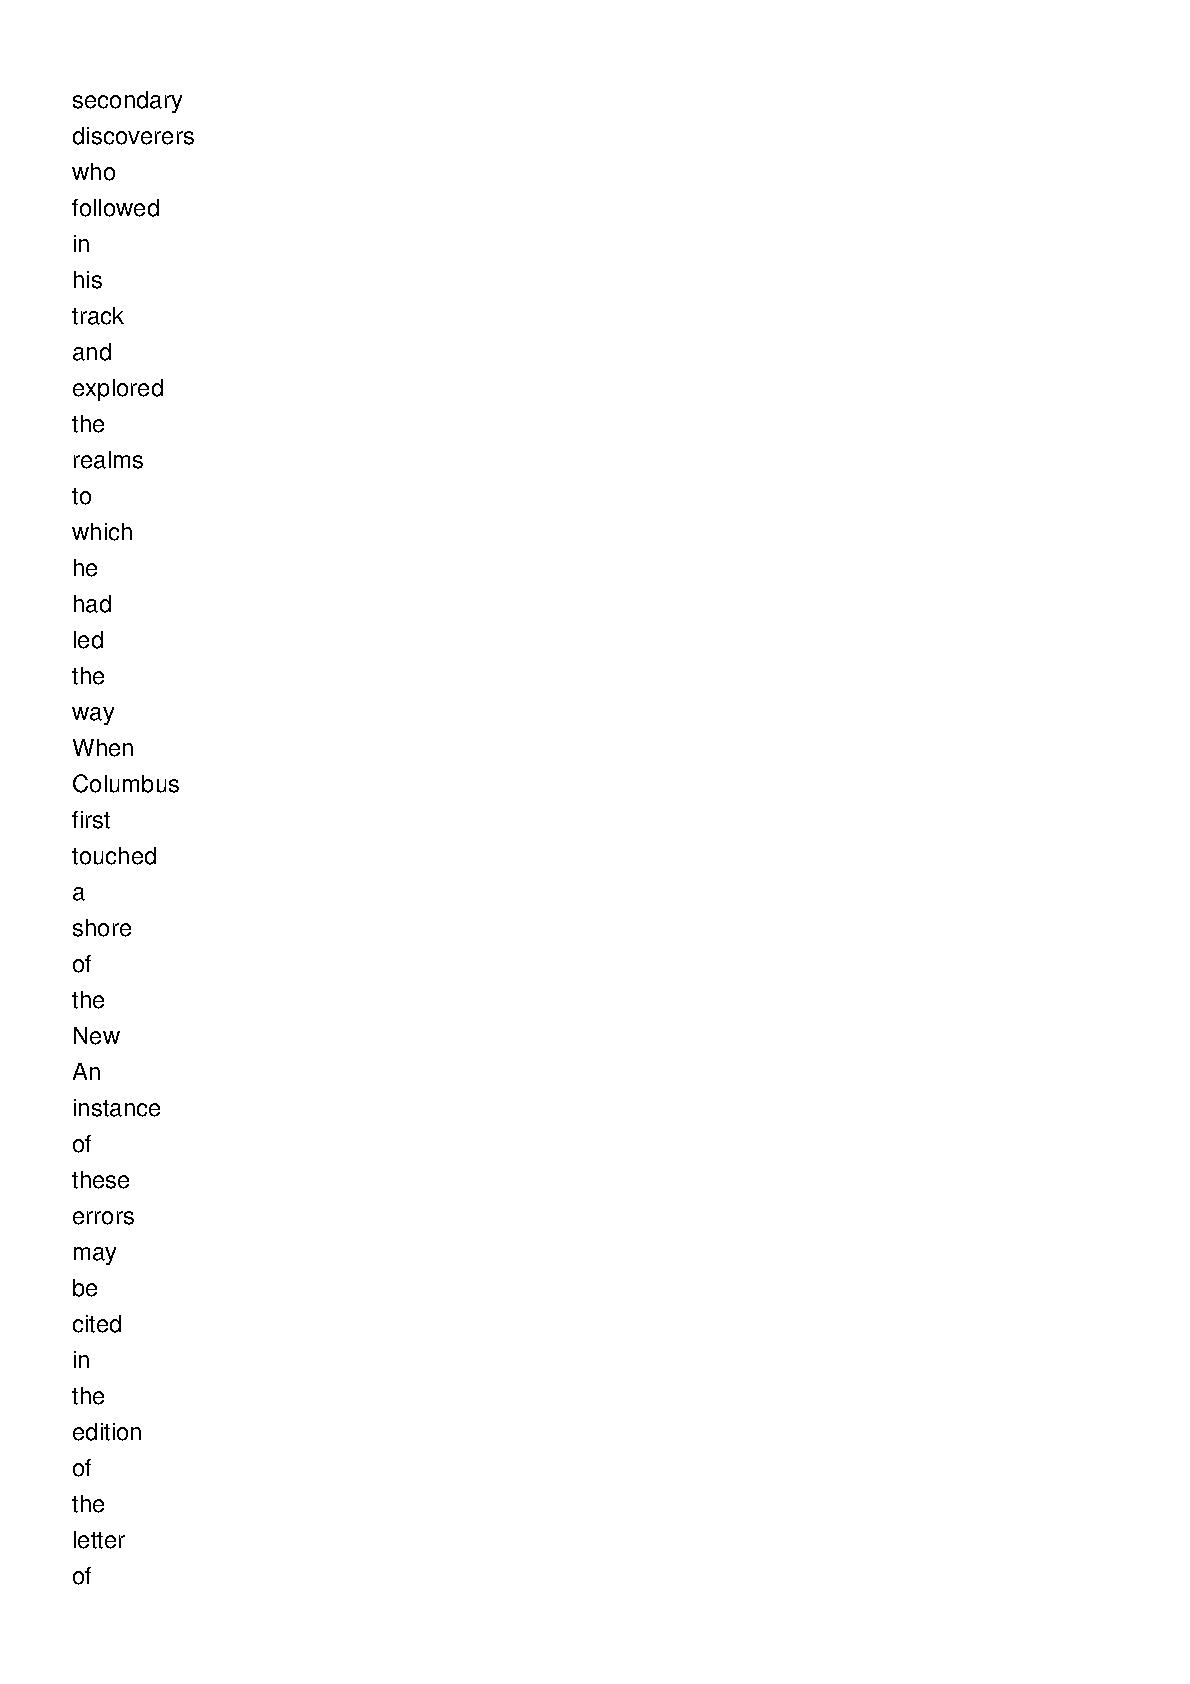 secondary
discoverers
who
followed
in
his
track
and
explored
the
realms
to
which
he
had
led
the
way
When
Columbus
first
touched
a
shore
of
the
New
An
instance
of
these
errors
may
be
cited
in
the
edition
of
the
letter
of